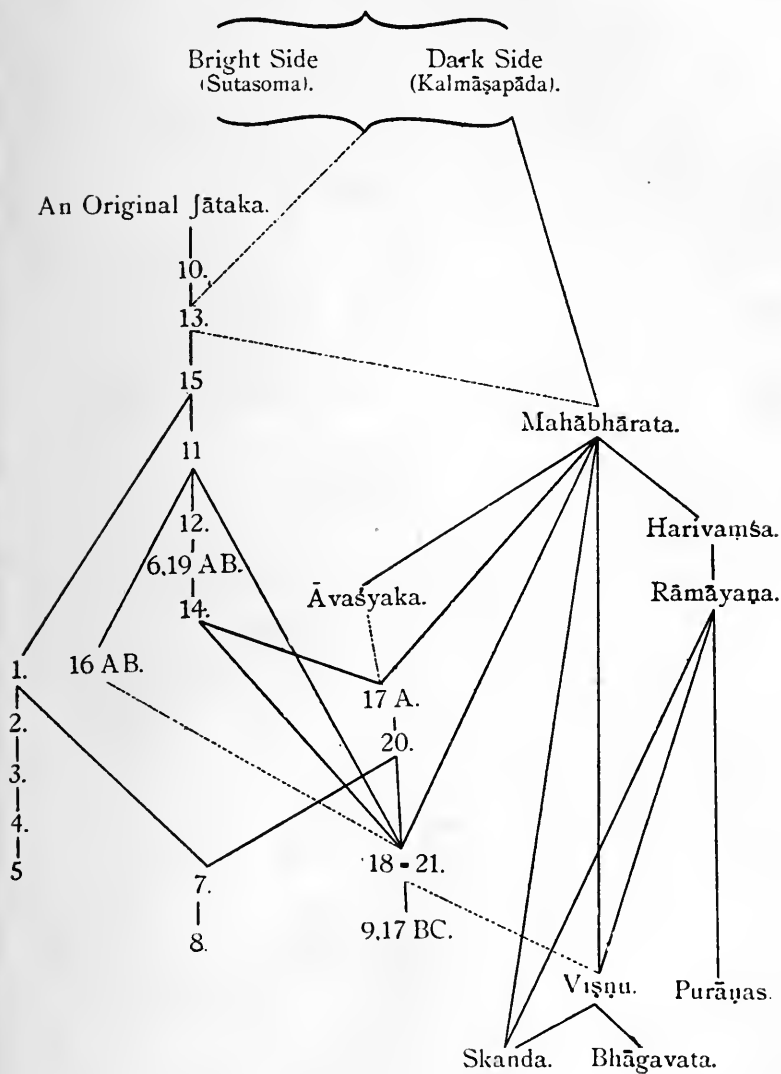 Bright Side Dark Side
(Sutasoma). (Kalmāṣapāda).
An Original Jātaka.
10.
13.
15
Mahābhārata.
11
12.
Harivaṃśa.
6,19 AB.
Āvaśyaka.
Rāmāyaṇa.
14.
1.
16 AB.
17 A.
2.
20.
3.
4.
5
18-21.
7.
9,17 BC.
8.
Viṣṇu.
Purāṇas.
Skanda.
Bhāgavata.